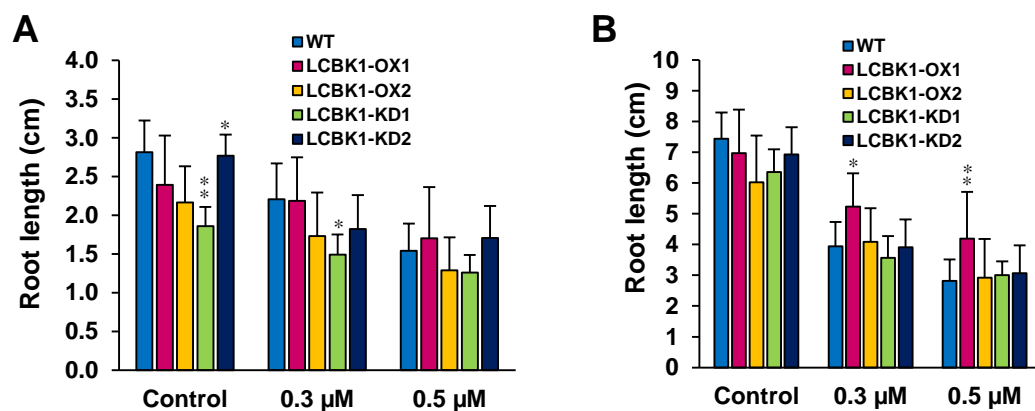 A
WT
LCBK1-OX1
LCBK1-OX2
LCBK1-KD1
LCBK1-KD2
Root length (cm)
4.0
3.5
3.0
2.5
2.0
1.5
1.0
0.5
0.0
**
*
*
Control
0.3 µM
0.5 µM
B
WT
LCBK1-OX1
LCBK1-OX2
LCBK1-KD1
LCBK1-KD2
Root length (cm)
10
9
8
7
6
5
4
3
2
1
0
*
**
Control
0.3 µM
0.5 µM